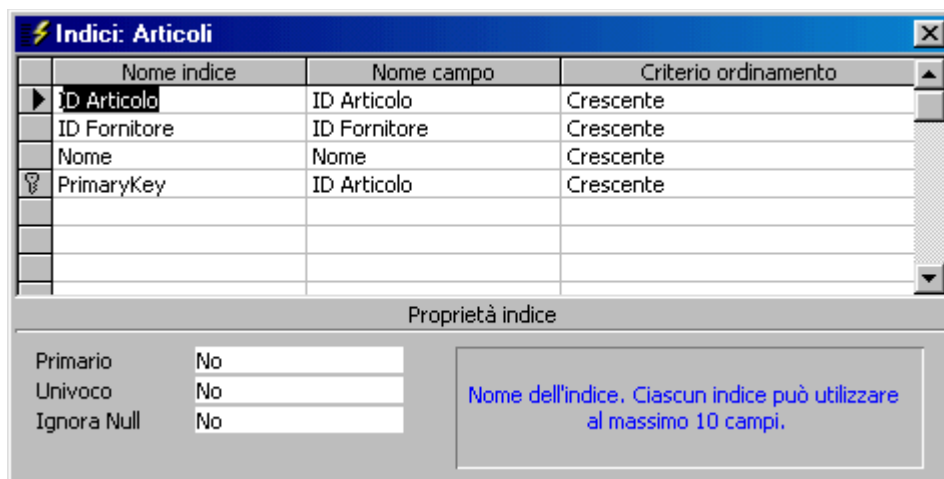 Indici: Articoli
Nome indice Nome campo Criterio ordinamento
ID Articolo ID Articolo Crescente
ID Fornitore ID Fornitore Crescente
Nome Nome Crescente
PrimaryKey ID Articolo Crescente
Proprietà indice
Primario No
Univoco No
Ignora Null No
Nome dell'indice. Ciascun indice può utilizzare
al massimo 10 campi.